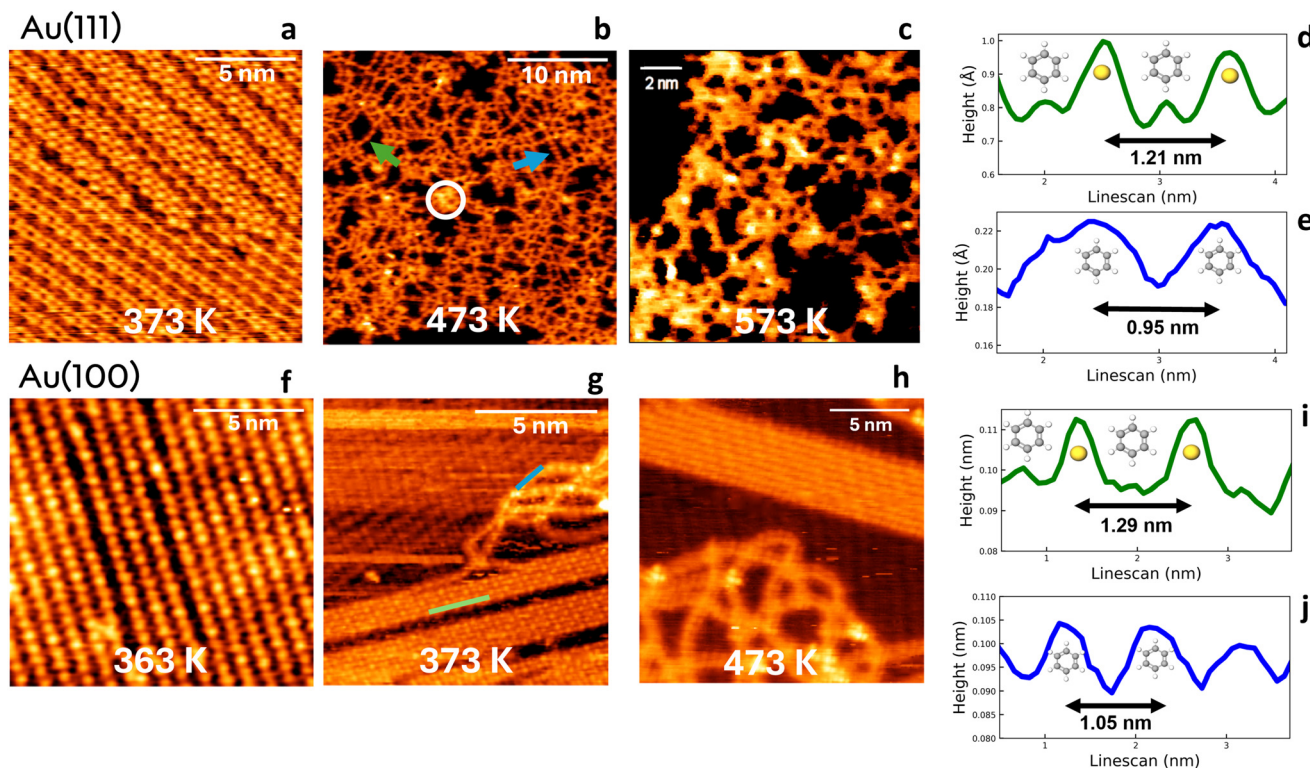 Au(111)
a
5 nm
373 K
b
10 nm
473 K
c
2 nm
573 K
d
Height (Å)
1.0
0.9
0.8
0.7
0.6
1.21 nm
2
3
4
Linescan (nm)
e
Height (Å)
0.22
0.20
0.18
0.16
0.95 nm
2
3
4
Linescan (nm)
Au(100)
f
5 nm
363 K
g
5 nm
373 K
h
5 nm
473 K
i
Height (nm)
0.11
0.10
0.09
0.08
1.29 nm
1
2
3
Linescan (nm)
j
Height (nm)
0.110
0.105
0.100
0.095
0.090
0.085
0.080
1.05 nm
1
2
3
Linescan (nm)